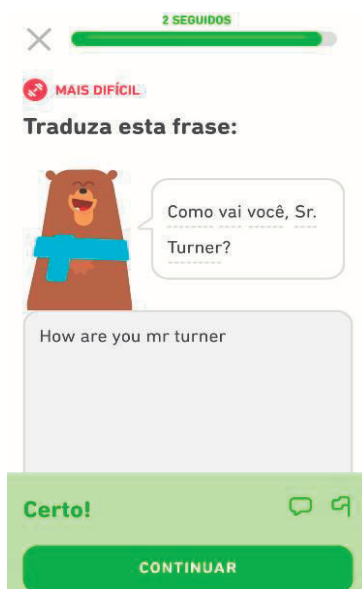 2 SEGUIDOS
MAIS DIFÍCIL
Traduza esta frase:
Como vai você, Sr.
Turner?
How are you mr turner
Certo!
CONTINUAR